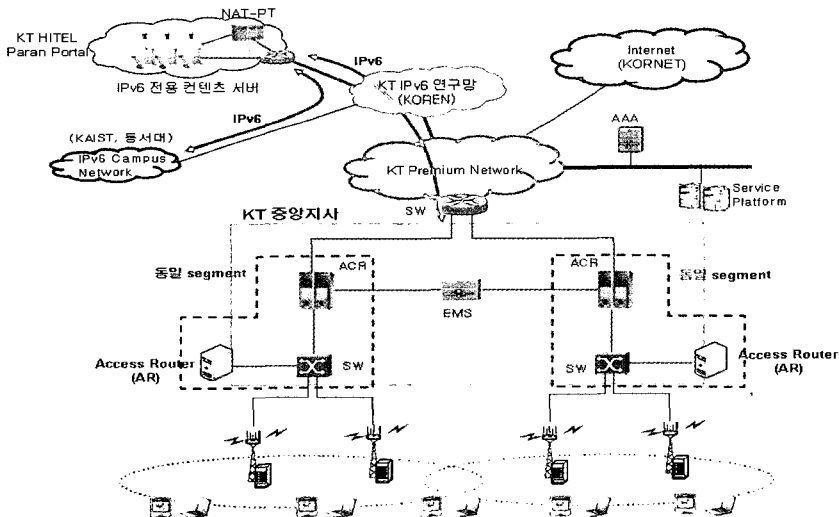 NAT-PT
KT HITEL
Paran Portal
IPv6 전용 컨텐츠 서버
IPv6
KT IPv6 연구망
(KOREN)
Internet
(KORNET)
IPv6
(KAIST, 동서대)
IPv6 Campus
Network
AAA
KT Premium Network
Service
Platform
SW
KT 중앙지사
동일 segment
ACR
EMS
ACR
동일 segment
Access Router
(AR)
SW
SW
Access Router
(AR)